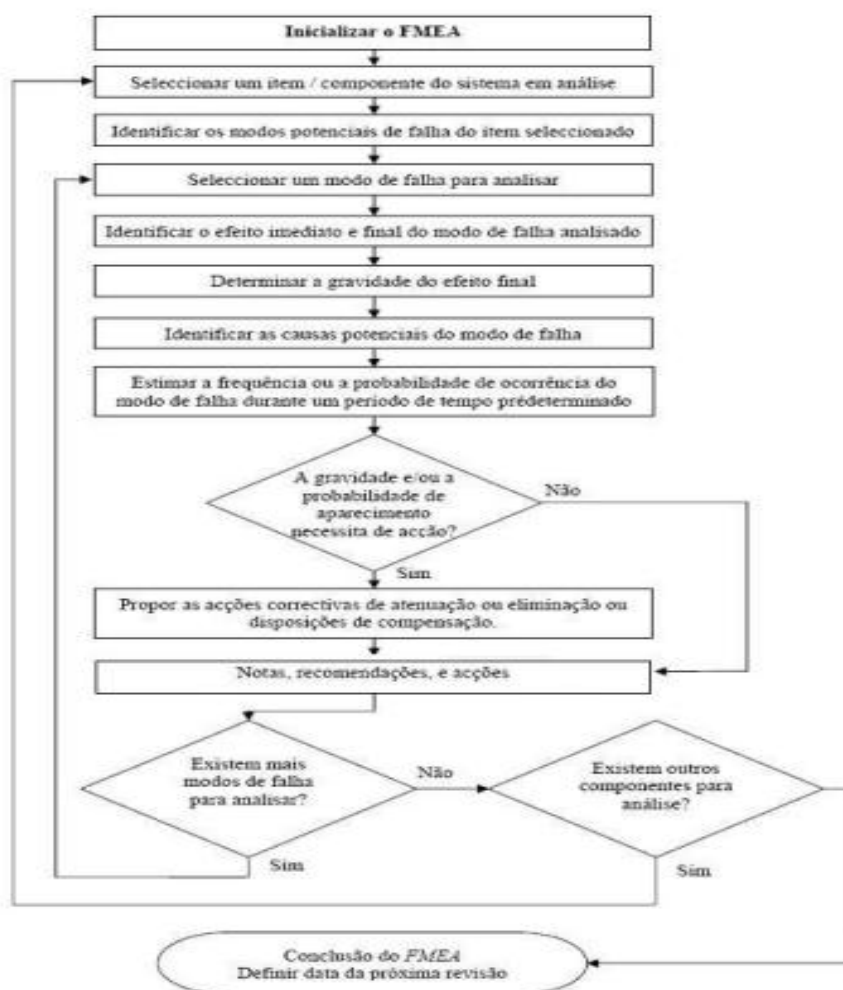 Inicializar o FMEA
Seleccionar um item / componente do sistema em análise
Identificar os modos potenciais de falha do item seleccionado
Seleccionar um modo de falha para analisar
Identificar o efeito imediato e final do modo de falha analisado
Determinar a gravidade do efeito final
Identificar as causas potenciais do modo de falha
Estimar a frequência ou a probabilidade de ocorrência do
modo de falha durante um período de tempo prédeterminado
A gravidade e/ou a
probabilidade de
aparecimento
necessita de acção?
Não
Sim
Propor as acções correctivas de atenuação ou eliminação ou
disposições de compensação.
Notas, recomendações, e acções
Existem mais
modos de falha
para analisar?
Não
Sim
Existem outros
componentes para
análise?
Sim
Conclusão do FMEA
Definir data da próxima revisão